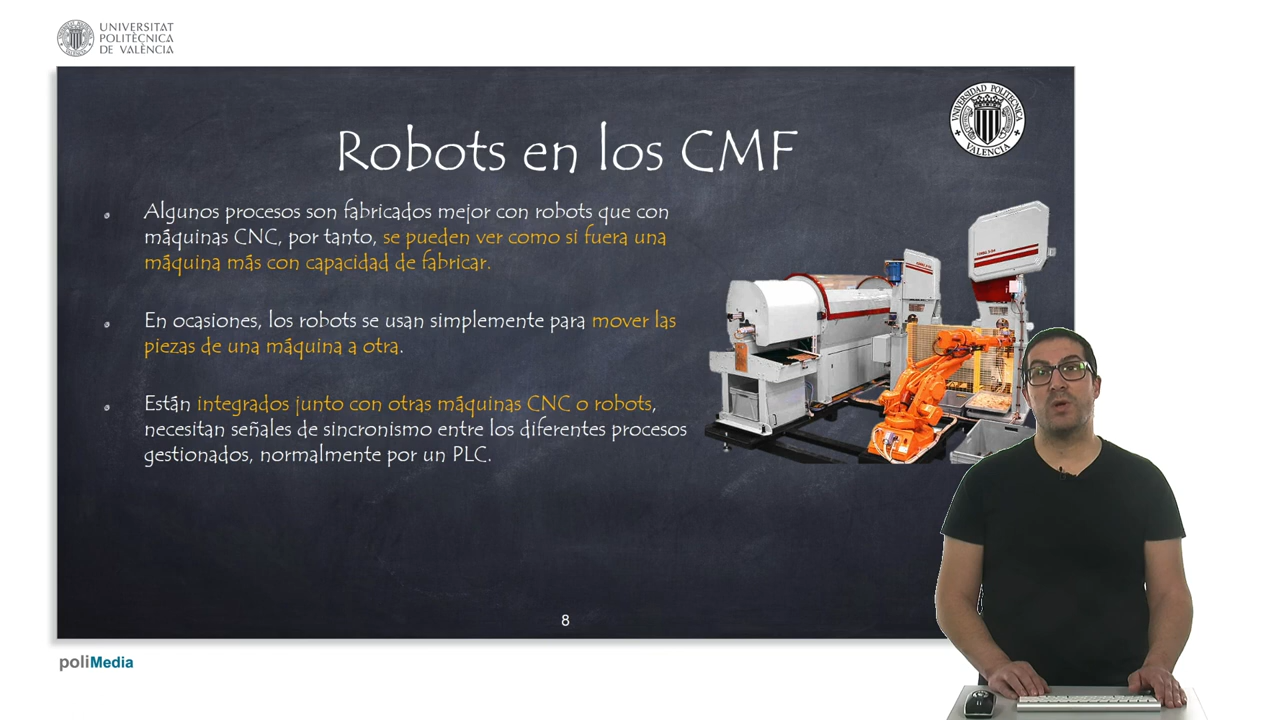 UNIVERSITAT
POLITÈCNICA
DE VALÈNCIA
UNIVERSIDAD POLITECNICA
VALENCIA
Robots en los CMF
Algunos procesos son fabricados mejor con robots que con
máquinas CNC, por tanto, se pueden ver como si fuera una
máquina más con capacidad de fabricar.
En ocasiones, los robots se usan simplemente para mover las
piezas de una máquina a otra.
Están integrados junto con otras máquinas CNC o robots,
necesitan señales de sincronismo entre los diferentes procesos
gestionados, normalmente por un PLC.
8
poliMedia